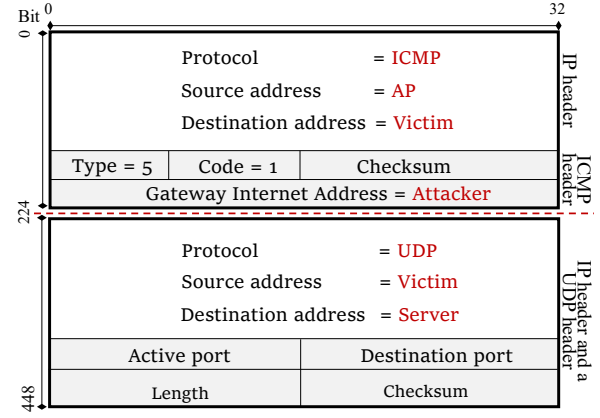 Bit 0 32
0
Protocol = ICMP
Source address = AP
Destination address = Victim
IP header
Type = 5 Code = 1 Checksum
Gateway Internet Address = Attacker
ICMP
header
224
Protocol = UDP
Source address = Victim
Destination address = Server
IP header and a
UDP header
Active port Destination port
Length Checksum
448